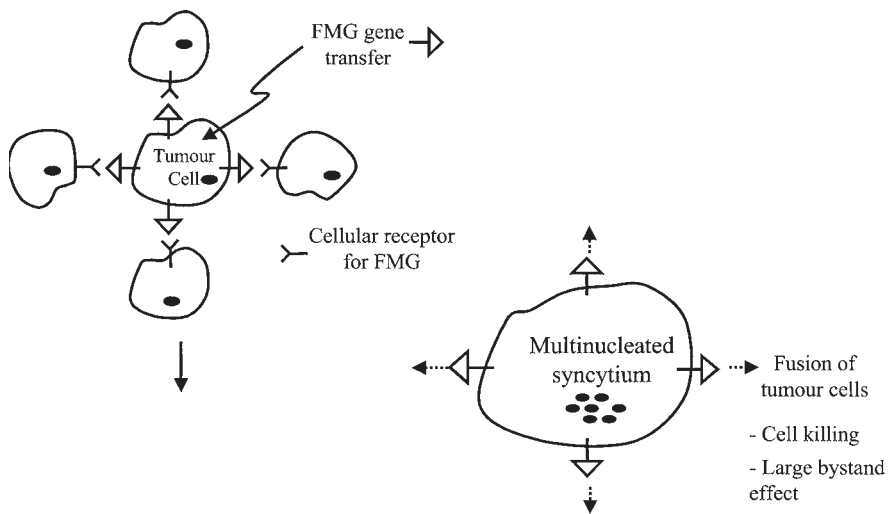 FMG gene
transfer
Tumour
Cell
Cellular receptor
for FMG
Multinucleated
syncytium
Fusion of
tumour cells
- Cell killing
- Large bystand
effect